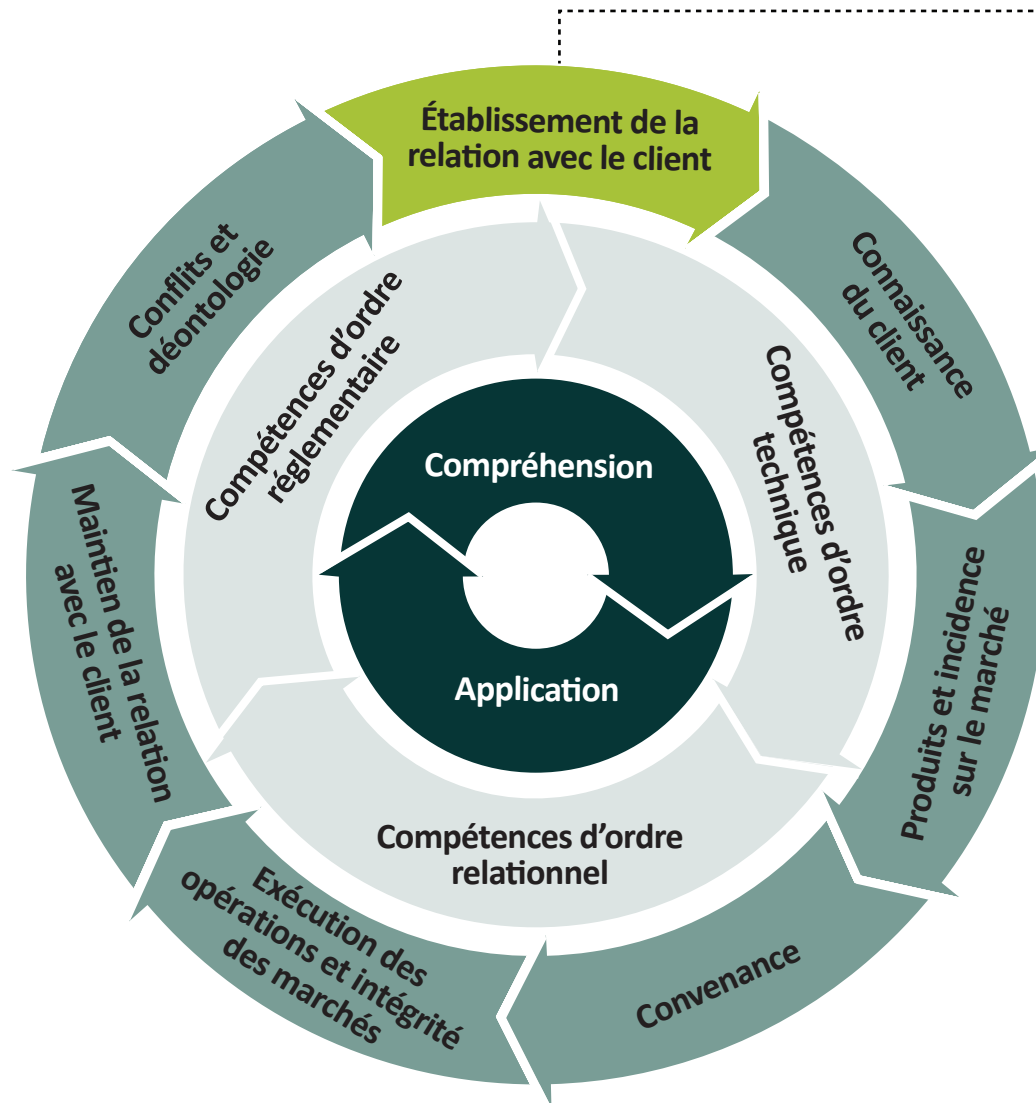 Établissement de la
relation avec le client
Connaissance
du client
Produits et incidence
sur le marché
Convenance
Exécution des
opérations et intégrité
des marchés
Maintien de la relation
avec le client
Conflits et
déontologie
Compétences d’ordre
réglementaire
Compétences d’ordre
technique
Compétences d’ordre
relationnel
Compréhension
Application